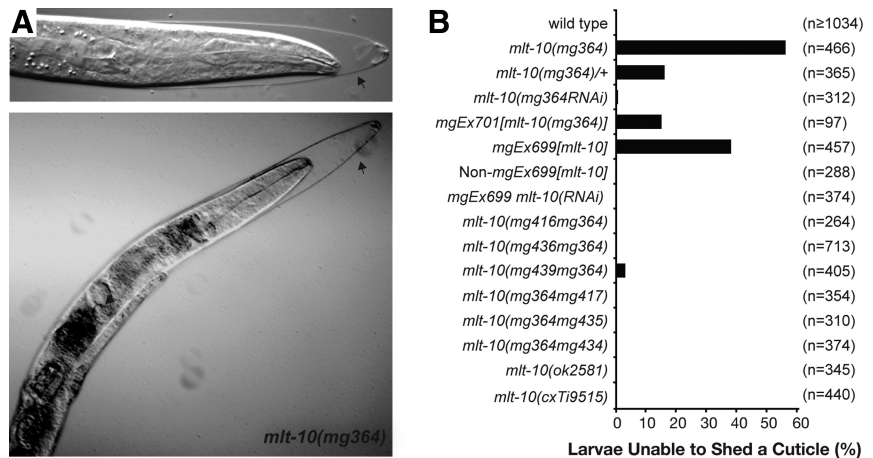 A
mlt-10(mg364)
B
wild type (n≥1034)
mlt-10(mg364) (n=466)
mlt-10(mg364)/+ (n=365)
mlt-10(mg364RNAi) (n=312)
mgEx701[mlt-10(mg364)] (n=97)
mgEx699[mlt-10] (n=457)
Non-mgEx699[mlt-10] (n=288)
mgEx699 mlt-10(RNAi) (n=374)
mlt-10(mg416mg364) (n=264)
mlt-10(mg436mg364) (n=713)
mlt-10(mg439mg364) (n=405)
mlt-10(mg364mg417) (n=354)
mlt-10(mg364mg435) (n=310)
mlt-10(mg364mg434) (n=374)
mlt-10(ok2581) (n=345)
mlt-10(cxTi9515) (n=440)
0 10 20 30 40 50 60
Larvae Unable to Shed a Cuticle (%)